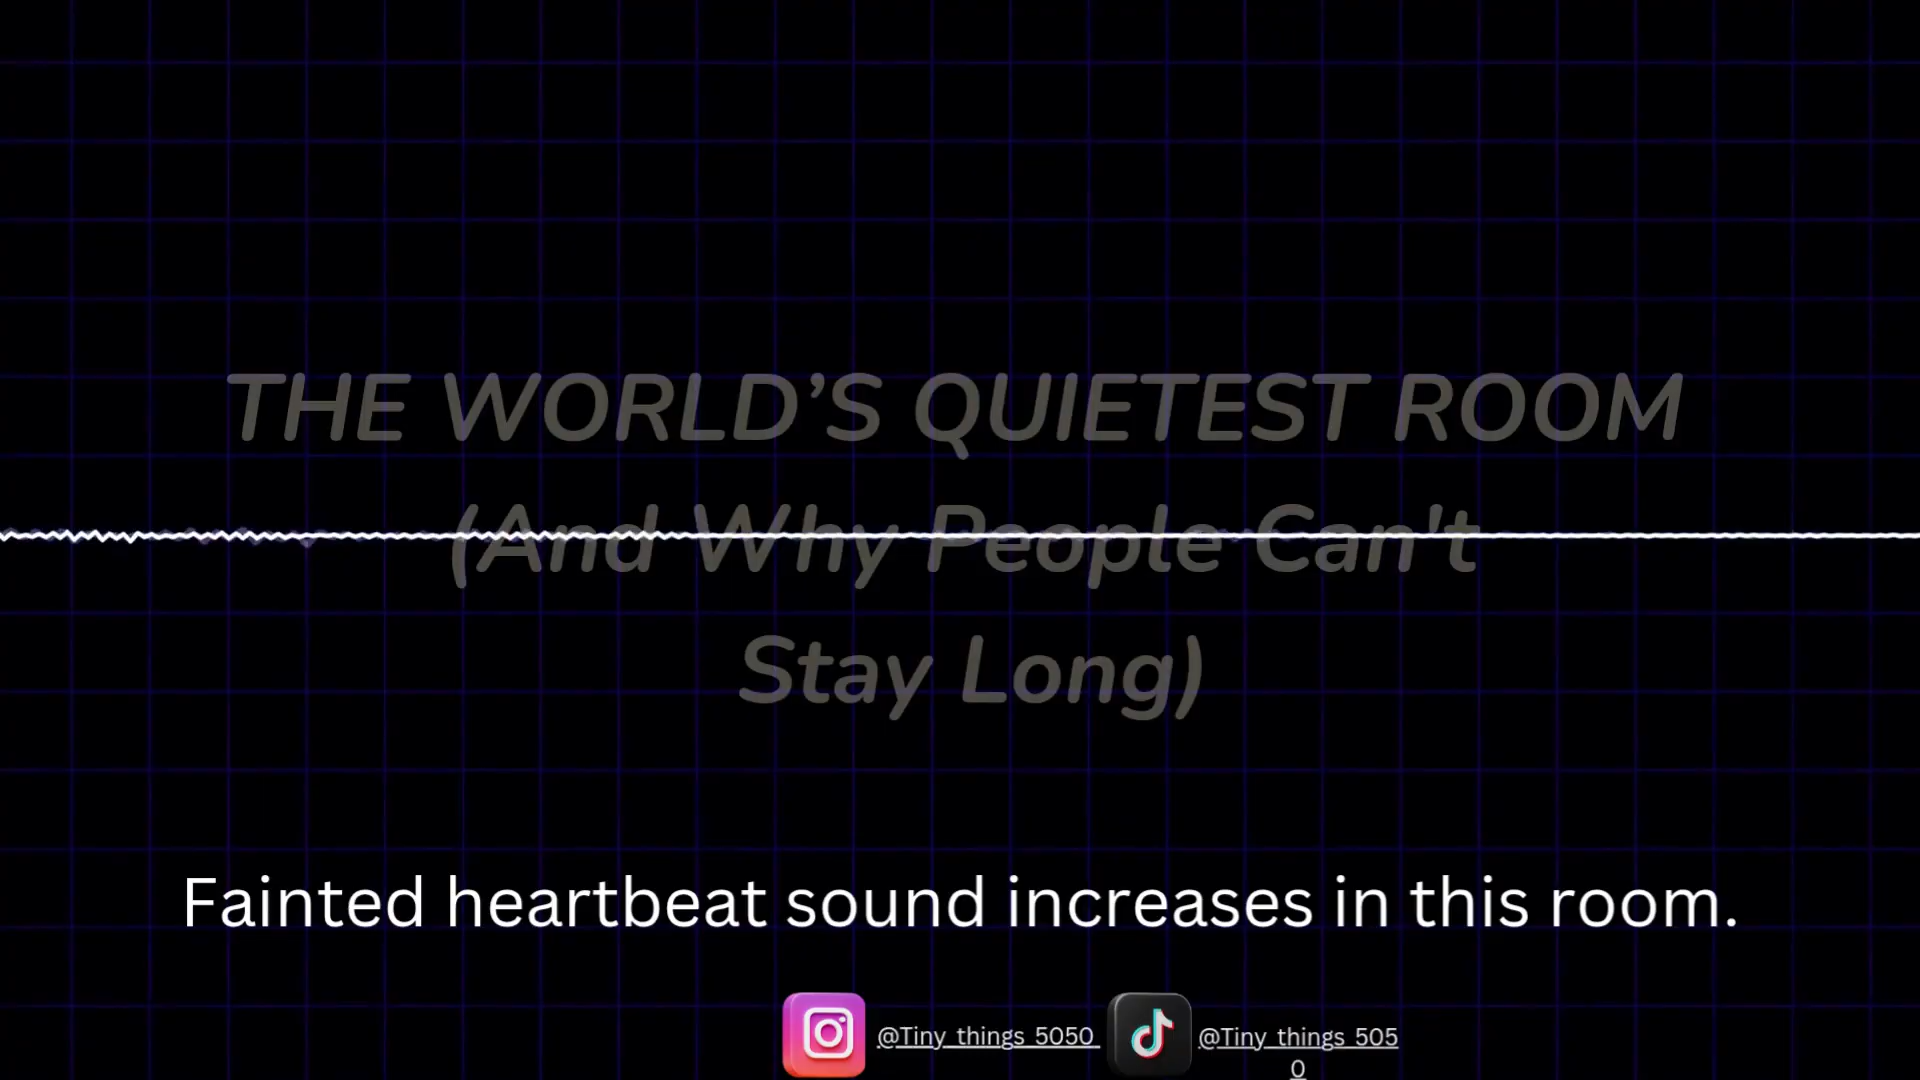 THE WORLD’S QUIETEST ROOM
(And Why People Can't
Stay Long)
Fainted heartbeat sound increases in this room.
@Tiny_things_5050
@Tiny_things_505
0